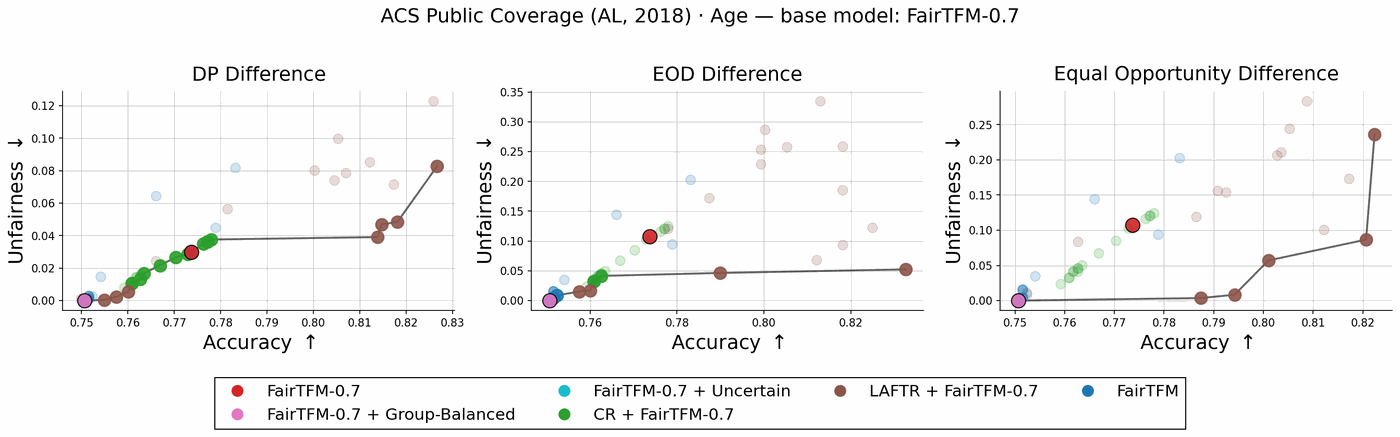 ACS Public Coverage (AL, 2018) · Age — base model: FairTFM-0.7
DP Difference
Unfairness ↓
0.12
0.10
0.08
0.06
0.04
0.02
0.00
0.75 0.76 0.77 0.78 0.79 0.80 0.81 0.82 0.83
Accuracy ↑
EOD Difference
Unfairness ↓
0.35
0.30
0.25
0.20
0.15
0.10
0.05
0.00
0.76 0.78 0.80 0.82
Accuracy ↑
Equal Opportunity Difference
Unfairness ↓
0.25
0.20
0.15
0.10
0.05
0.00
0.75 0.76 0.77 0.78 0.79 0.80 0.81 0.82
Accuracy ↑
FairTFM-0.7 FairTFM-0.7 + Uncertain LAFTR + FairTFM-0.7 FairTFM
FairTFM-0.7 + Group-Balanced CR + FairTFM-0.7